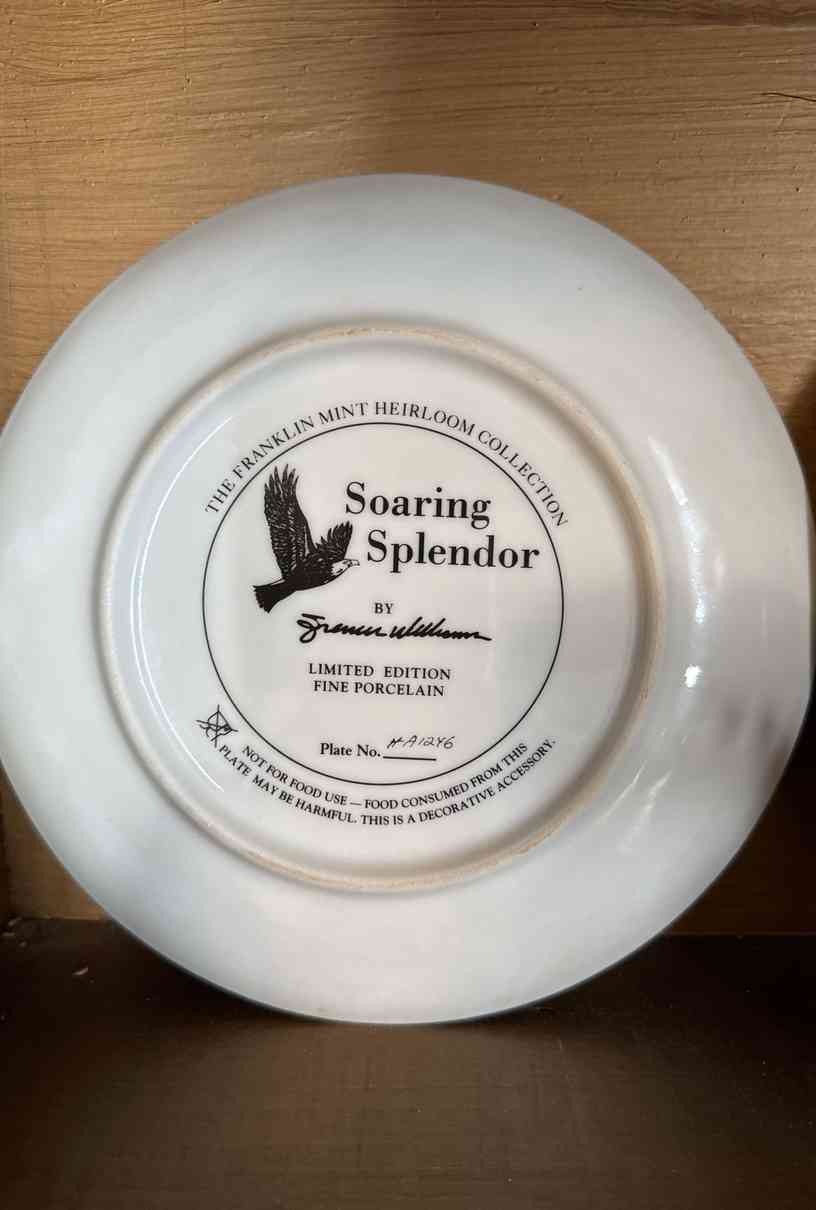 THE FRANKLIN MINT HEIRLOOM COLLECTION
Soaring
Splendor
BY
LIMITED EDITION
FINE PORCELAIN
Plate No. HA1246
NOT FOR FOOD USE — FOOD CONSUMED FROM THIS
PLATE MAY BE HARMFUL. THIS IS A DECORATIVE ACCESSORY.